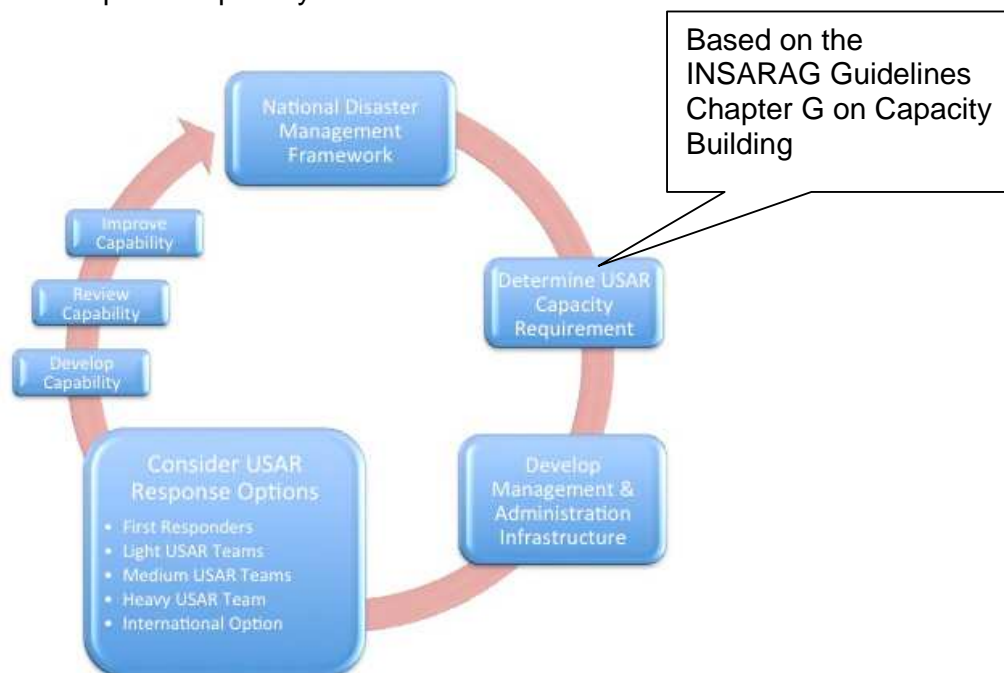 Based on the
INSARAG Guidelines
Chapter G on Capacity
Building
National Disaster
Management
Framework
Determine USAR
Capacity
Requirement
Develop
Management &
Administration
Infrastructure
Consider USAR
Response Options
• First Responders
• Light USAR Teams
• Medium USAR Teams
• Heavy USAR Team
• International Option
Develop
Capability
Review
Capability
Improve
Capability